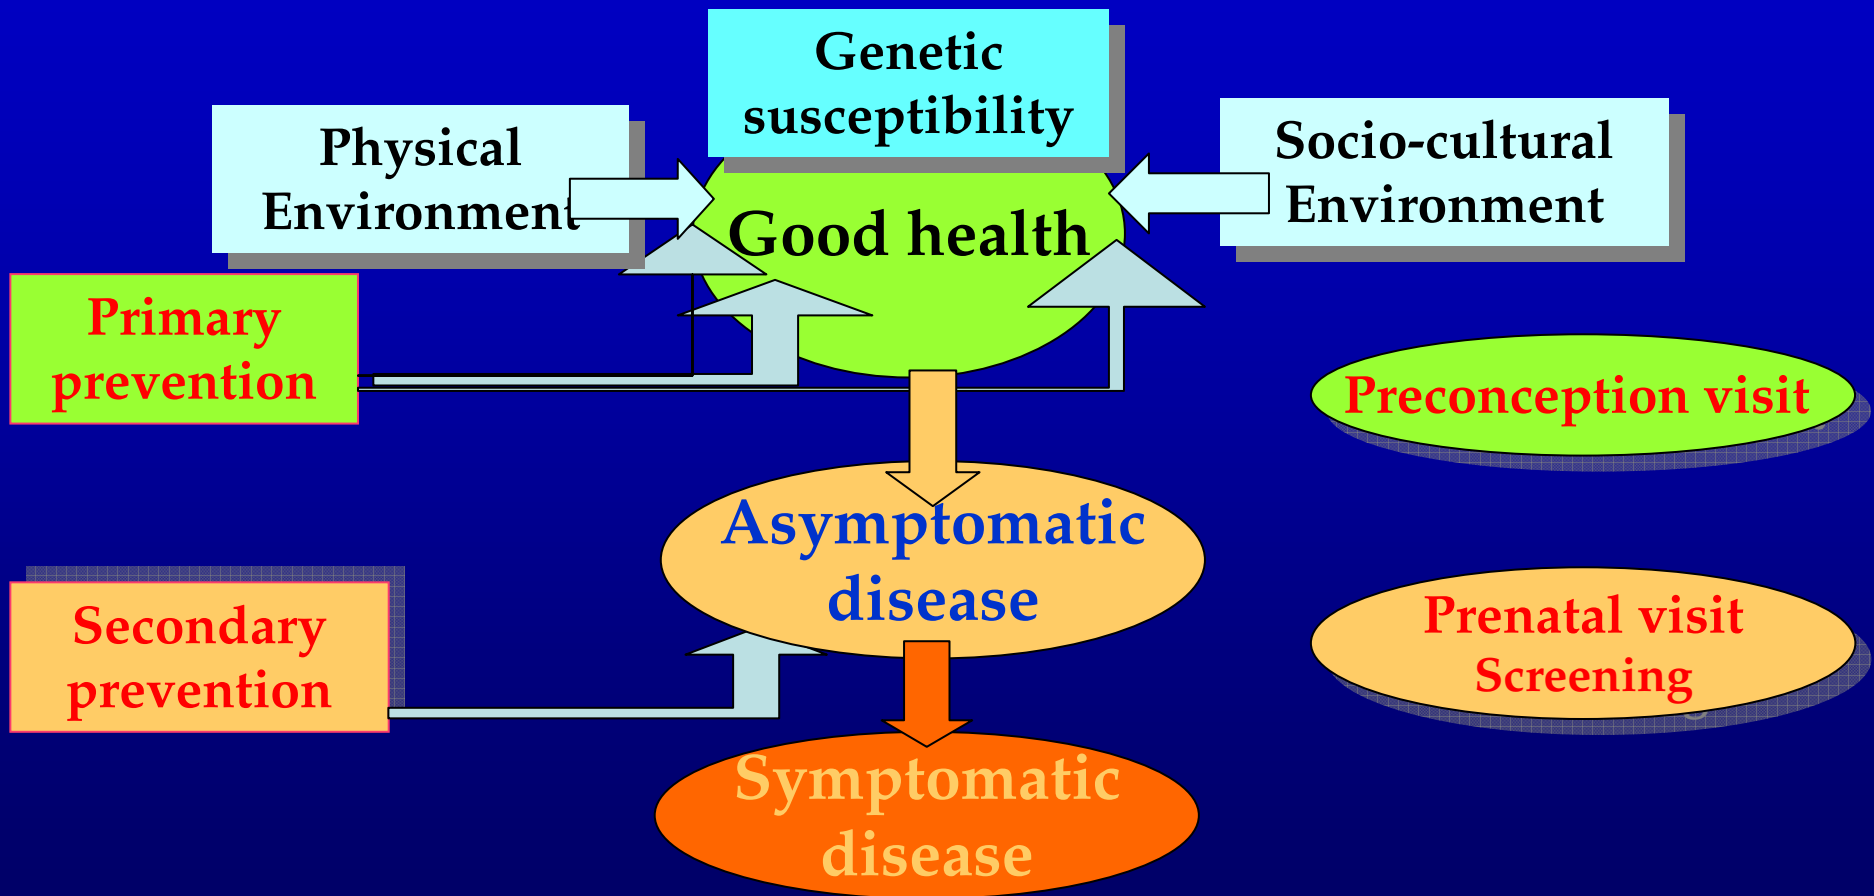 Genetic
susceptibility
Physical
Environment
Socio-cultural
Environment
Good health
Primary
prevention
Preconception visit
Asymptomatic
disease
Secondary
prevention
Prenatal visit
Screening
Symptomatic
disease